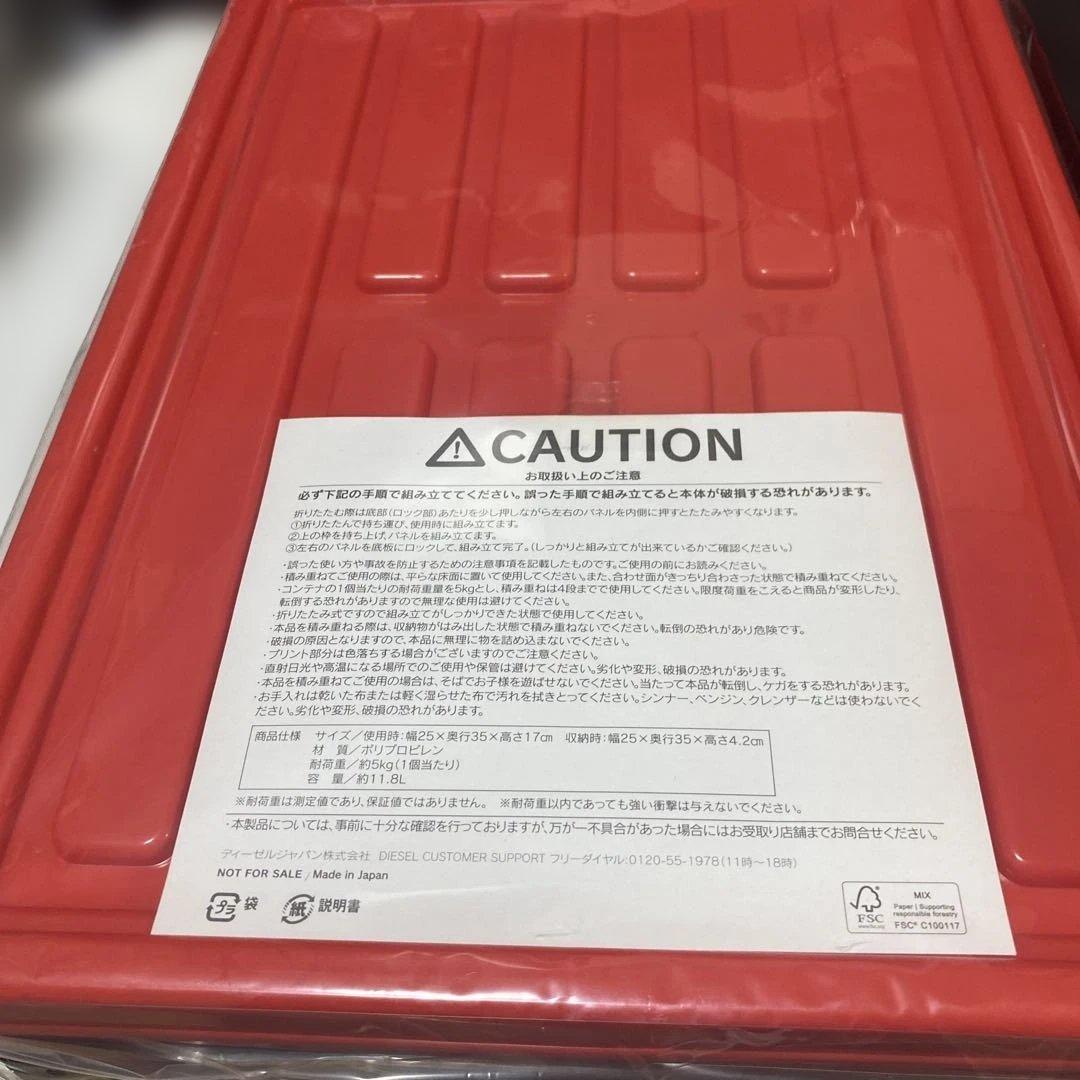 ⚠CAUTION
お取扱い上のご注意
必ず下記の手順で組み立ててください。誤った手順で組み立てると本体が破損する恐れがあります。
折りたたむ際は底部(ロック部)あたりを少し押しながら左右のパネルを内側に押すとたたみやすくなります。
①折りたたんで持ち運び、使用時に組み立てます。
②上の枠を持ち上げ、パネルを組み立てます。
③左右のパネルを底板にロックして、組み立て完了。(しっかりと組み立てが出来ているかご確認ください。)
・誤った使い方や事故を防止するための注意事項を記載したものです。ご使用の前にお読みください。
・積み重ねてご使用の際は、平らな床面に置いて使用してください。また、合わせ面がきっちり合わさった状態で積み重ねてください。
・コンテナの1個当たりの耐荷重量を5kgとし、積み重ねは4段までで使用してください。限度荷重をこえると商品が変形したり、
転倒する恐れがありますので無理な使用は避けてください。
・折りたたみ式ですので組み立てがしっかりできた状態で使用してください。
・本品を積み重ねる際は、収納物がはみ出した状態で積み重ねないでください。転倒の恐れがあり危険です。
・破損の原因となりますので、本品に無理に物を詰め込まないでください。
・プリント部分は色落ちする場合がございますのでご注意ください。
・直射日光や高温になる場所でのご使用や保管は避けてください。劣化や変形、破損の恐れがあります。
・本品を積み重ねてご使用の場合は、そばでお子様を遊ばせないでください。当たって本品が転倒し、ケガをする恐れがあります。
・お手入れは乾いた布または軽く湿らせた布で汚れを拭きとってください。シンナー、ベンジン、クレンザーなどは使わないでく
ださい。劣化や変形、破損の恐れがあります。
商品仕様 サイズ/使用時:幅25×奥行35×高さ17㎝ 収納時:幅25×奥行35×高さ4.2㎝
材 質/ポリプロピレン
耐荷重/約5kg(1個当たり)
容 量/約11.8L
※耐荷重は測定値であり、保証値ではありません。 ※耐荷重以内であっても強い衝撃は与えないでください。
・本製品については、事前に十分な確認を行っておりますが、万が一不具合があった場合にはお受取り店舗までお問合せください。
ディーゼルジャパン株式会社 DIESEL CUSTOMER SUPPORT フリーダイヤル:0120-55-1978(11時〜18時)
NOT FOR SALE / Made in Japan
プラ 袋 紙 説明書
FSC
www.fsc.org
MIX
Paper | Supporting
responsible forestry
FSC® C100117